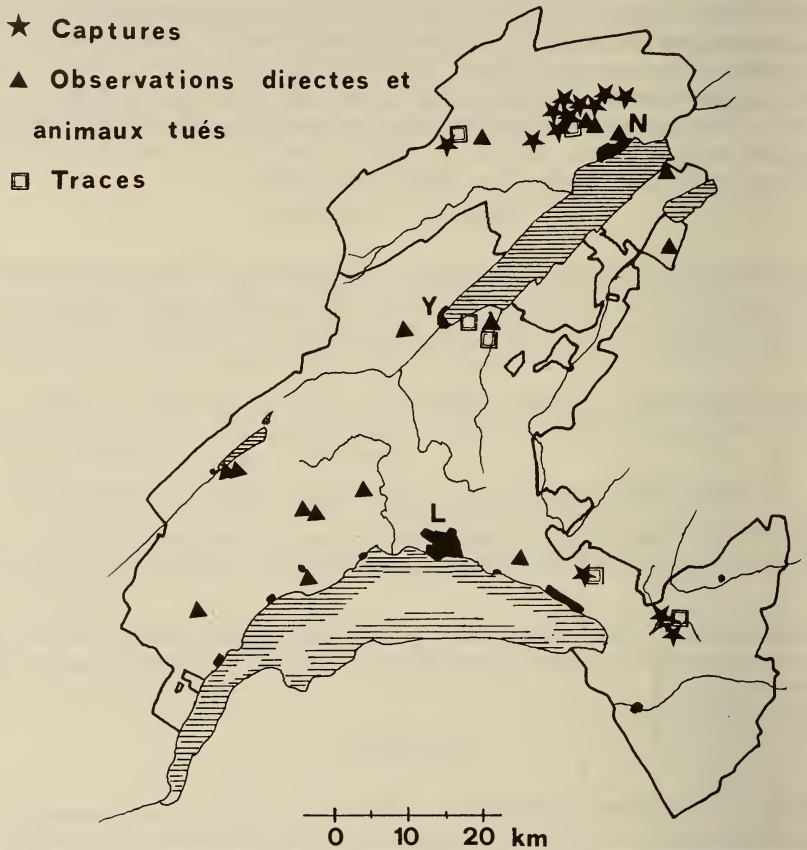 Captures
Observations directes et
animaux tués
Traces
N
Y
L
0 10 20 km